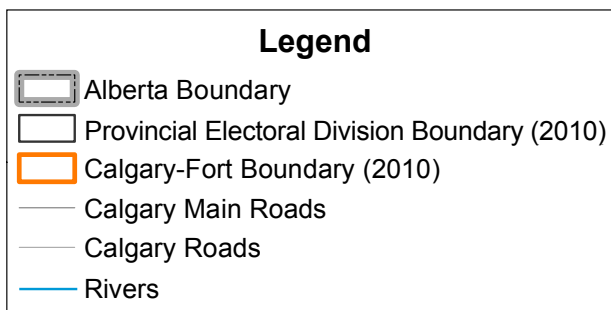 Legend
Alberta Boundary
Provincial Electoral Division Boundary (2010)
Calgary-Fort Boundary (2010)
Calgary Main Roads
Calgary Roads
Rivers